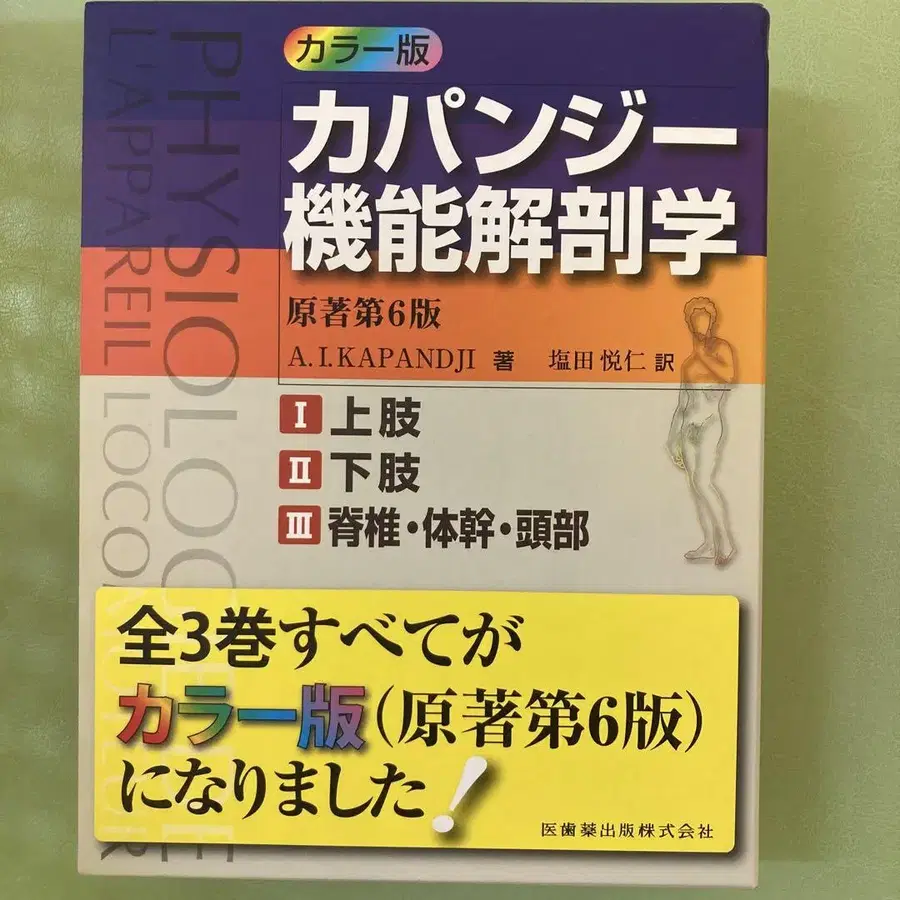 カラー版
カパンジー
機能解剖学
原著第6版
A. I. KAPANDJI 著 塩田 悦仁 訳
I 上肢
II 下肢
III 脊椎・体幹・頭部
PHYSIOLOGIE
L'APPAREIL LOCOMOTEUR
全3巻すべてが
カラー版(原著第6版)
になりました!
医歯薬出版株式会社